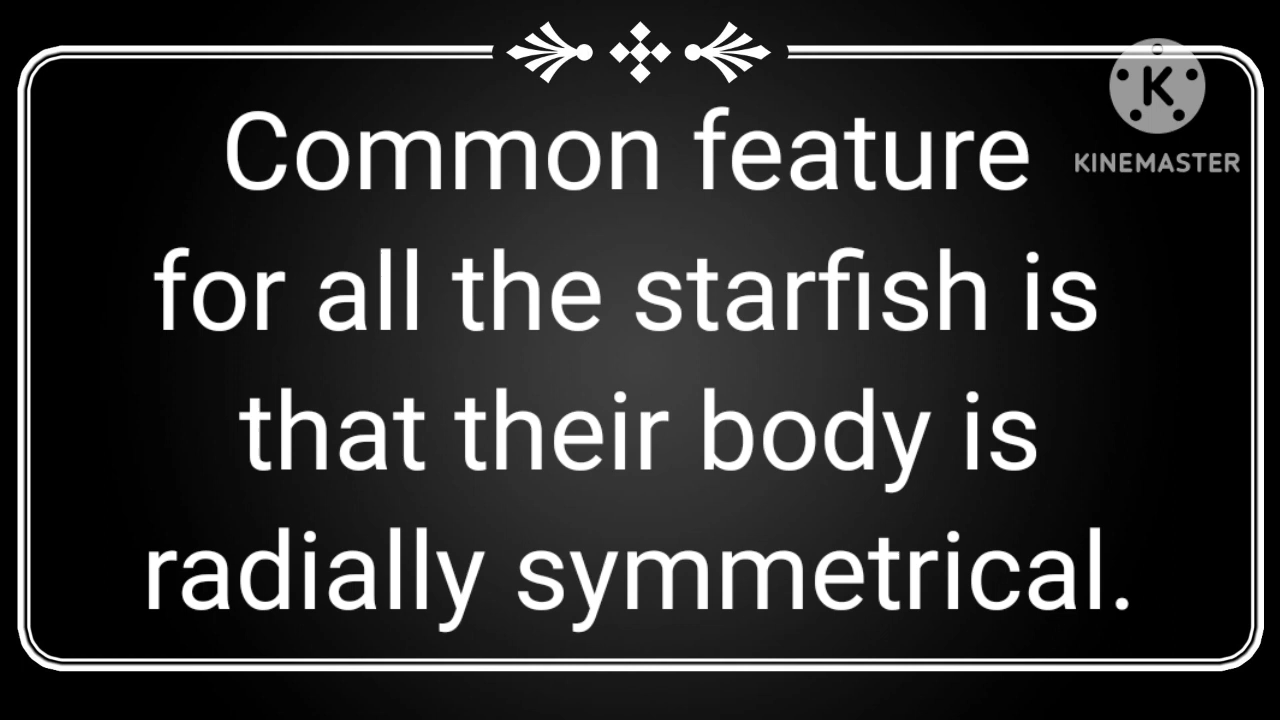 Common feature
for all the starfish is
that their body is
radially symmetrical.
K
KINEMASTER